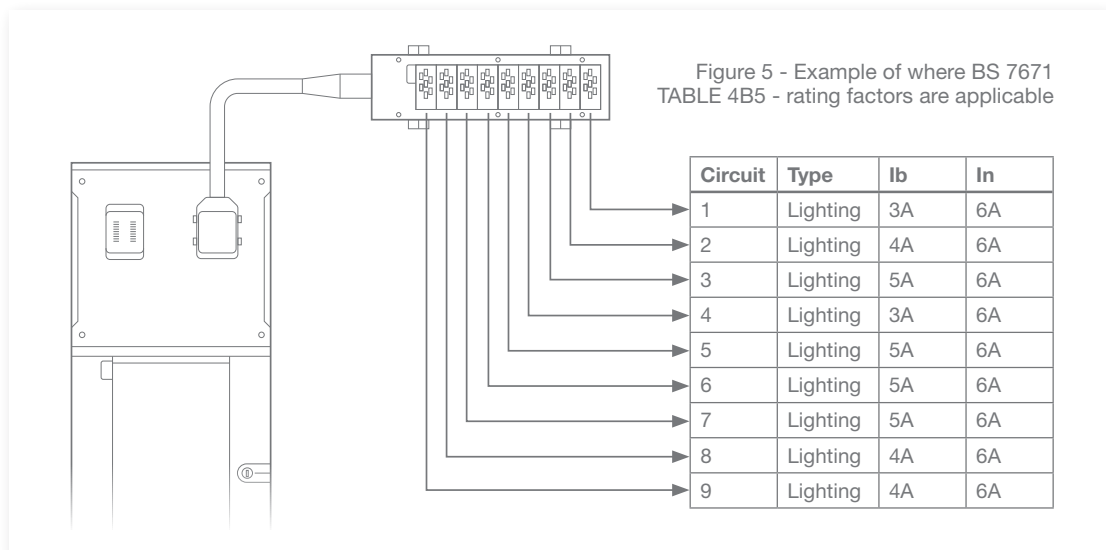 Figure 5 - Example of where BS 7671
TABLE 4B5 - rating factors are applicable
Circuit Type Ib In
1 Lighting 3A 6A
2 Lighting 4A 6A
3 Lighting 5A 6A
4 Lighting 3A 6A
5 Lighting 5A 6A
6 Lighting 5A 6A
7 Lighting 5A 6A
8 Lighting 4A 6A
9 Lighting 4A 6A